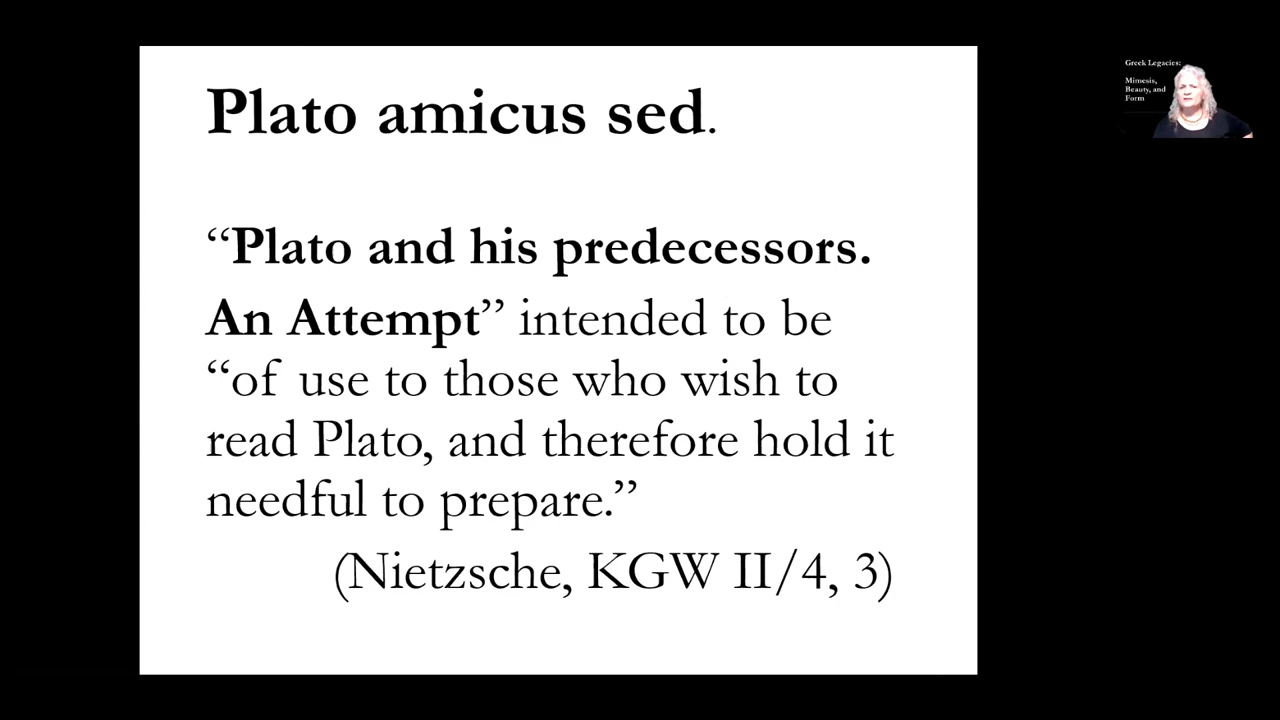 Plato amicus sed.
“Plato and his predecessors.
An Attempt” intended to be
“of use to those who wish to
read Plato, and therefore hold it
needful to prepare.”
(Nietzsche, KGW II/4, 3)
Greek Legacies:
Mimesis,
Beauty, and
Form